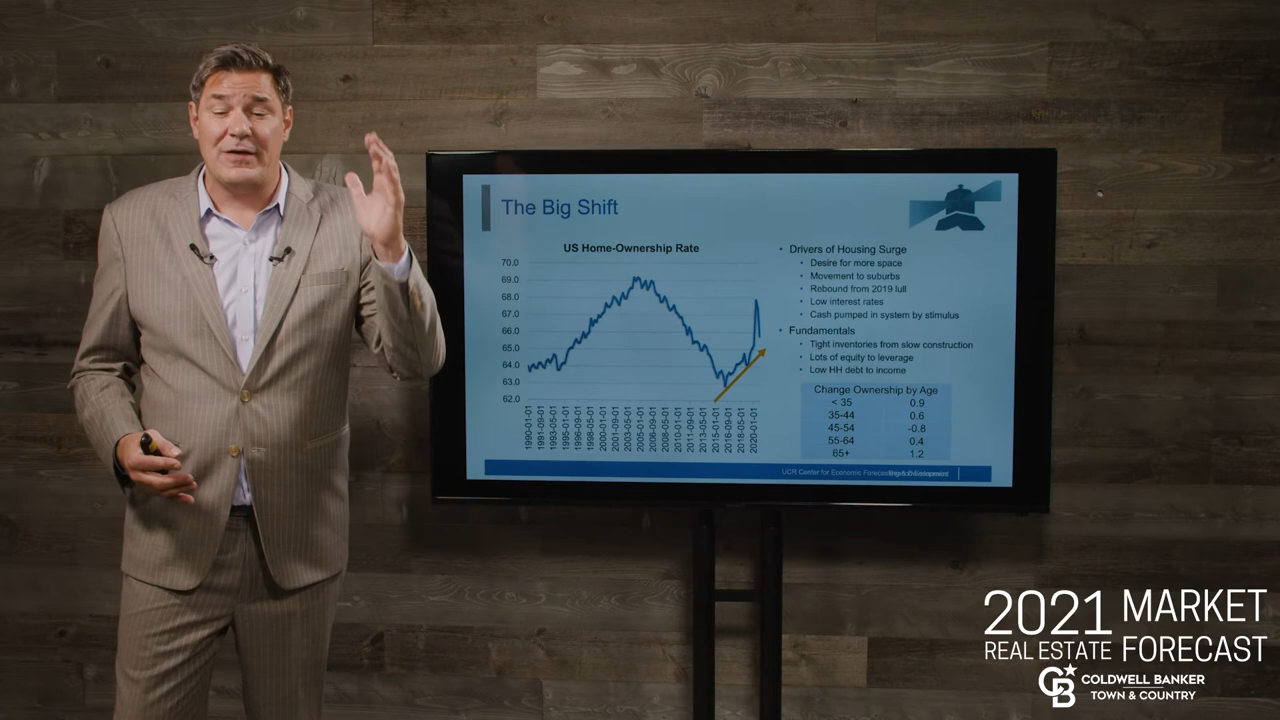 The Big Shift
US Home-Ownership Rate
70.0
69.0
68.0
67.0
66.0
65.0
64.0
63.0
62.0
1990-01-01
1991-09-01
1993-05-01
1995-01-01
1996-09-01
1998-05-01
2000-01-01
2001-09-01
2003-05-01
2005-01-01
2006-09-01
2008-05-01
2010-01-01
2011-09-01
2013-05-01
2015-01-01
2016-09-01
2018-05-01
2020-01-01
• Drivers of Housing Surge
• Desire for more space
• Movement to suburbs
• Rebound from 2019 lull
• Low interest rates
• Cash pumped in system by stimulus
• Fundamentals
• Tight inventories from slow construction
• Lots of equity to leverage
• Low HH debt to income
Change Ownership by Age
< 35 0.9
35-44 0.6
45-54 -0.8
55-64 0.4
65+ 1.2
UCR Center for Economic
2021 MARKET
REAL ESTATE FORECAST
CB COLDWELL BANKER
TOWN & COUNTRY